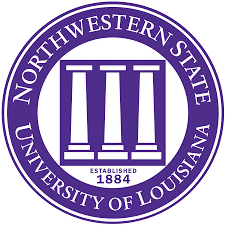 NORTHWESTERN STATE
ESTABLISHED
1884
UNIVERSITY OF LOUISIANA